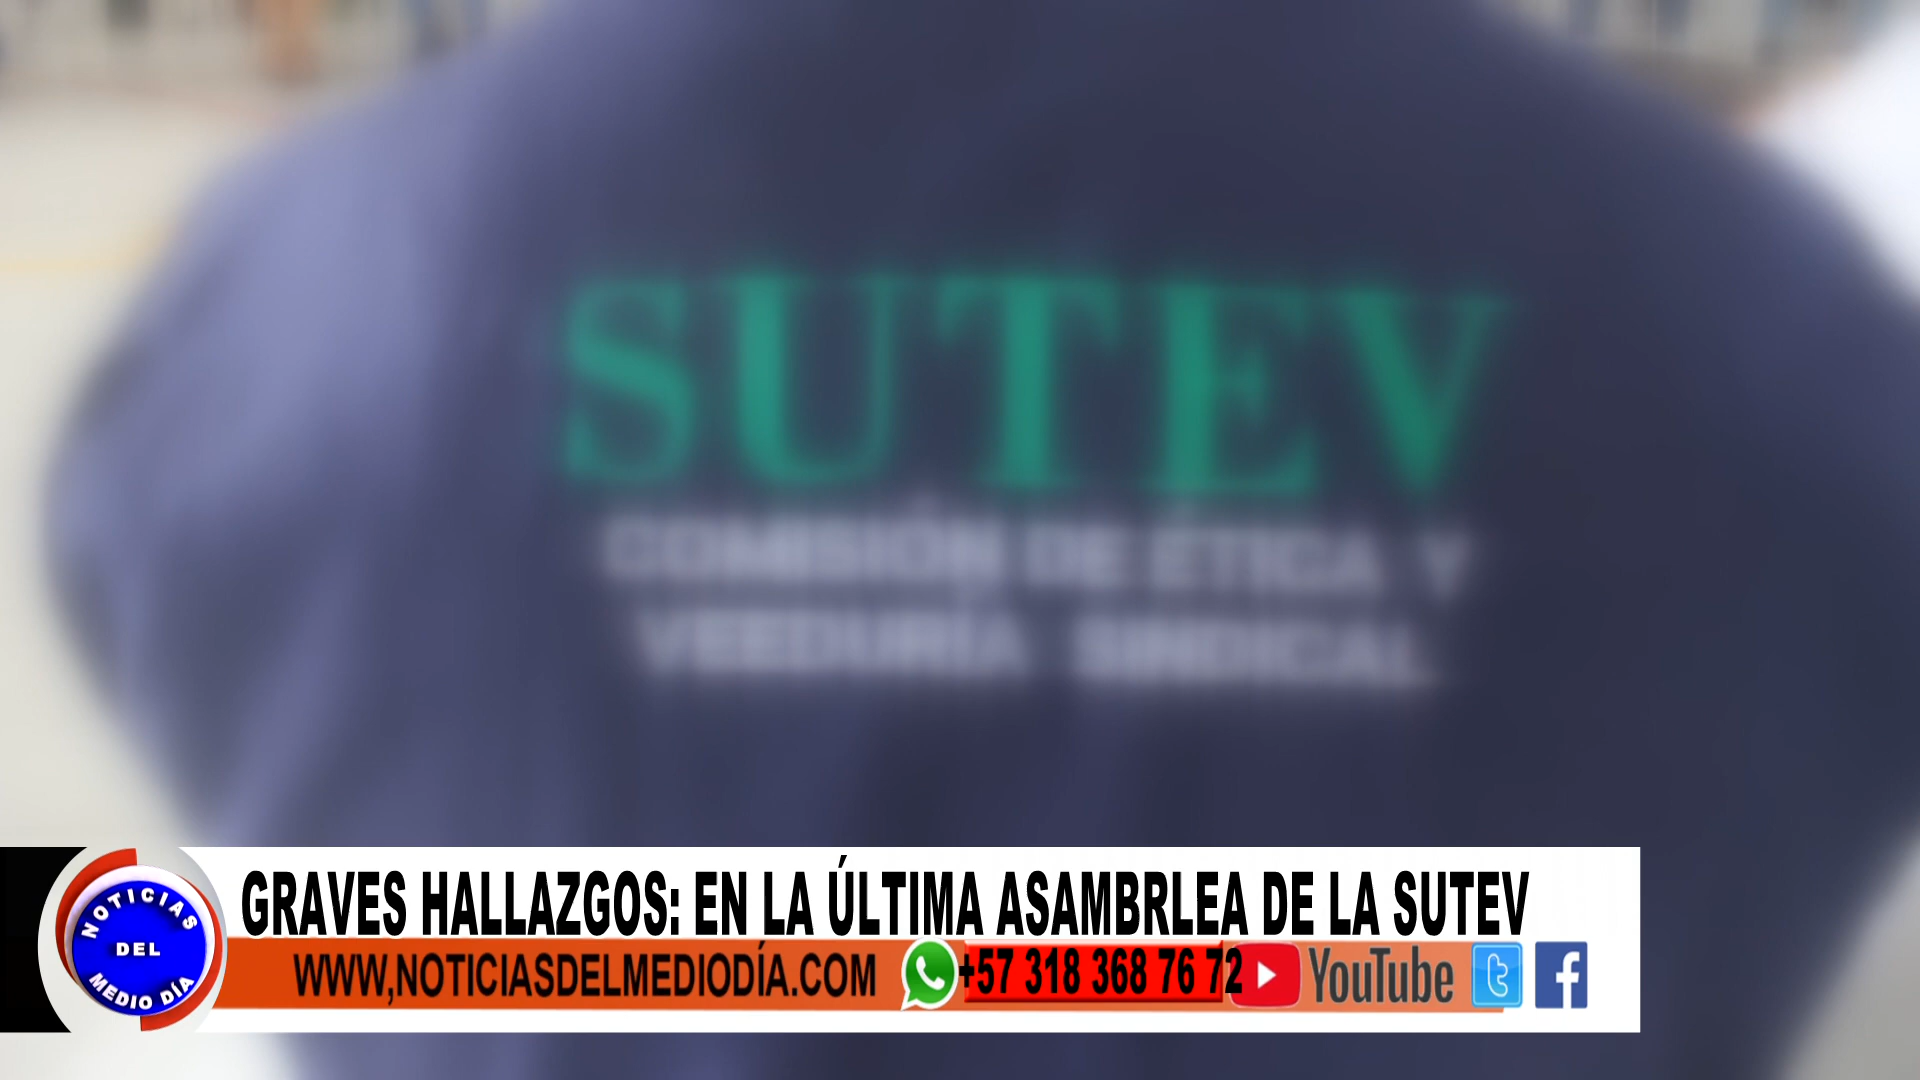 SUTEV
COMISIÓN DE ÉTICA Y
VEEDURÍA SINDICAL
GRAVES HALLAZGOS: EN LA ÚLTIMA ASAMBRLEA DE LA SUTEV
NOTICIAS
DEL
MEDIO DÍA
WWW,NOTICIASDELMEDIODÍA.COM +57 318 368 76 72 YouTube